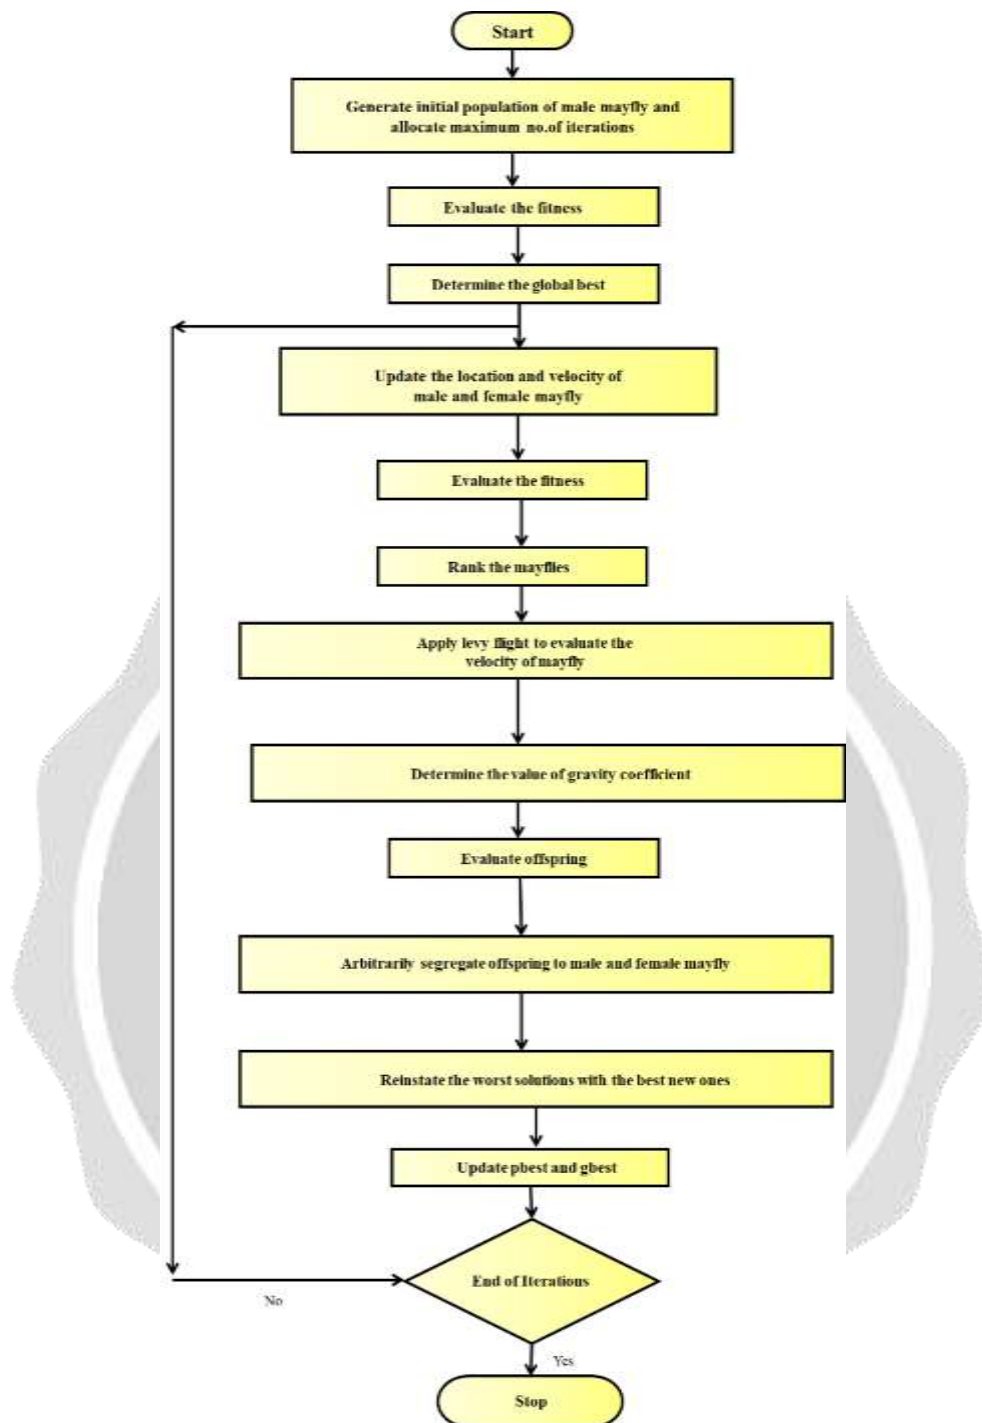 Start
Generate initial population of male mayfly and
allocate maximum no.of iterations
Evaluate the fitness
Determine the global best
Update the location and velocity of
male and female mayfly
Evaluate the fitness
Rank the mayflies
Apply levy flight to evaluate the
velocity of mayfly
Determine the value of gravity coefficient
Evaluate offspring
Arbitrarily segregate offspring to male and female mayfly
Reinstate the worst solutions with the best new ones
Update pbest and gbest
End of Iterations
No
Yes
Stop